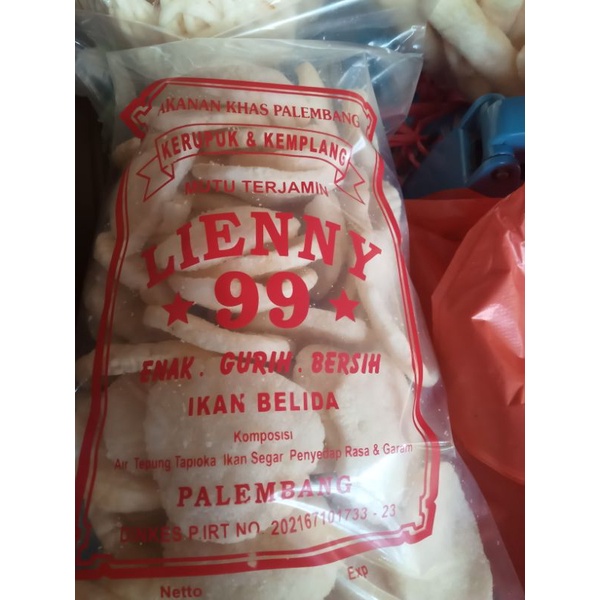 AKANAN KHAS PALEMBANG
KERUPUK & KEMPLANG
MUTU TERJAMIN
LIENNY
99
ENAK . GURIH . BERSIH
IKAN BELIDA
Komposisi
Air Tepung Tapioka Ikan Segar Penyedap Rasa & Garam
PALEMBANG
DINKES P.IRT NO. 202167101733 - 23
Netto
Exp